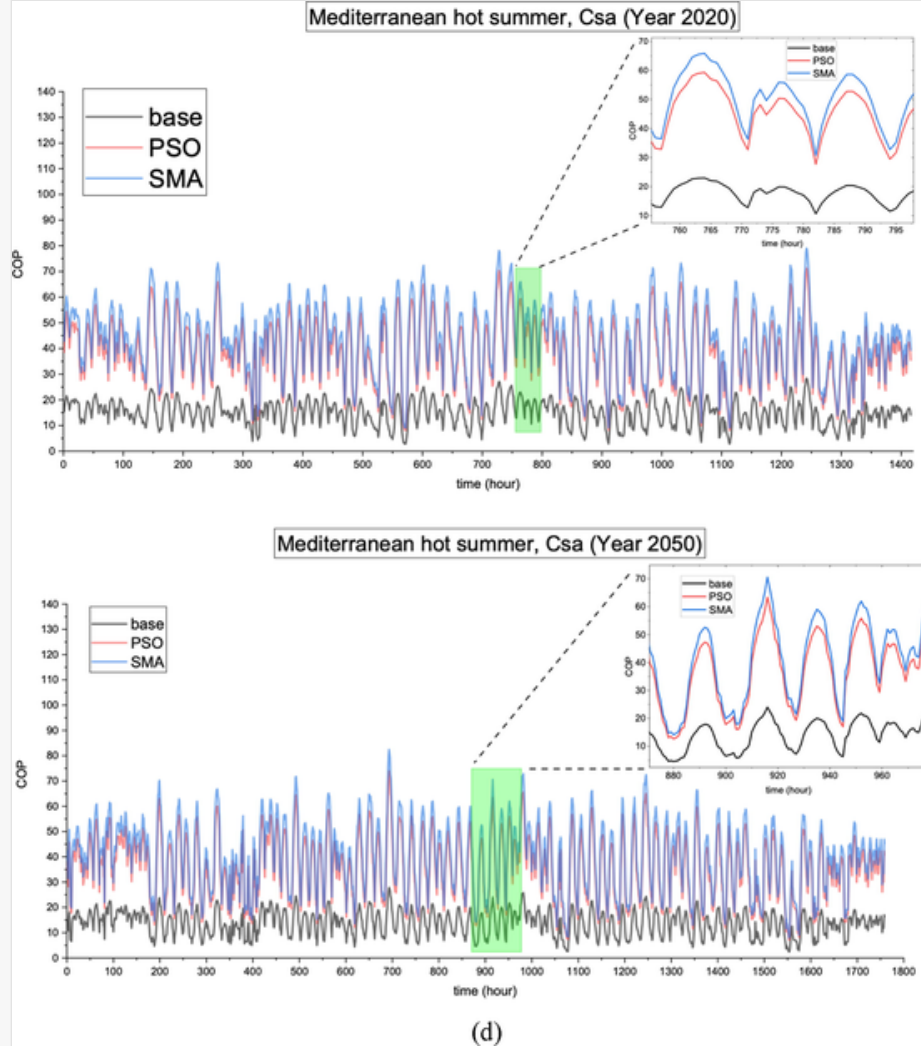 Mediterranean hot summer, Csa (Year 2020)
70
60
50
40
30
20
10
COP
base
PSO
SMA
760 765 770 775 780 785 790 795
time (hour)
140
130
120
110
100
90
80
70
60
50
40
30
20
10
0
COP
base
PSO
SMA
0 100 200 300 400 500 600 700 800 900 1000 1100 1200 1300 1400
time (hour)
Mediterranean hot summer, Csa (Year 2050)
70
60
50
40
30
20
10
COP
base
PSO
SMA
880 900 920 940 960
time (hour)
140
130
120
110
100
90
80
70
60
50
40
30
20
10
0
COP
base
PSO
SMA
0 100 200 300 400 500 600 700 800 900 1000 1100 1200 1300 1400 1500 1600 1700 1800
time (hour)
(d)